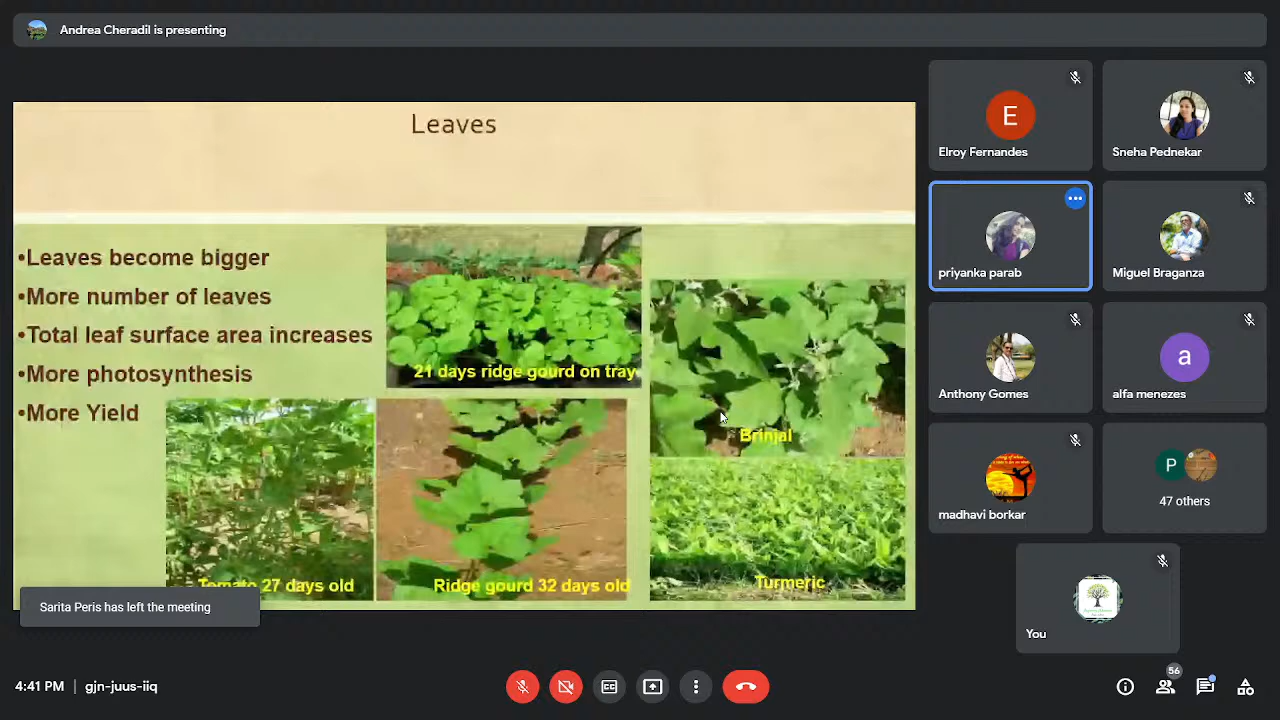 Andrea Cheradil is presenting
Leaves
•Leaves become bigger
•More number of leaves
•Total leaf surface area increases
•More photosynthesis
•More Yield
21 days ridge gourd on tray
Brinjal
Tomato 27 days old
Ridge gourd 32 days old
Turmeric
Sarita Peris has left the meeting
E
Elroy Fernandes
Sneha Pednekar
priyanka parab
Miguel Braganza
Anthony Gomes
a
alfa menezes
madhavi borkar
P
47 others
You
4:41 PM | gjn-juus-iiq
CC
56